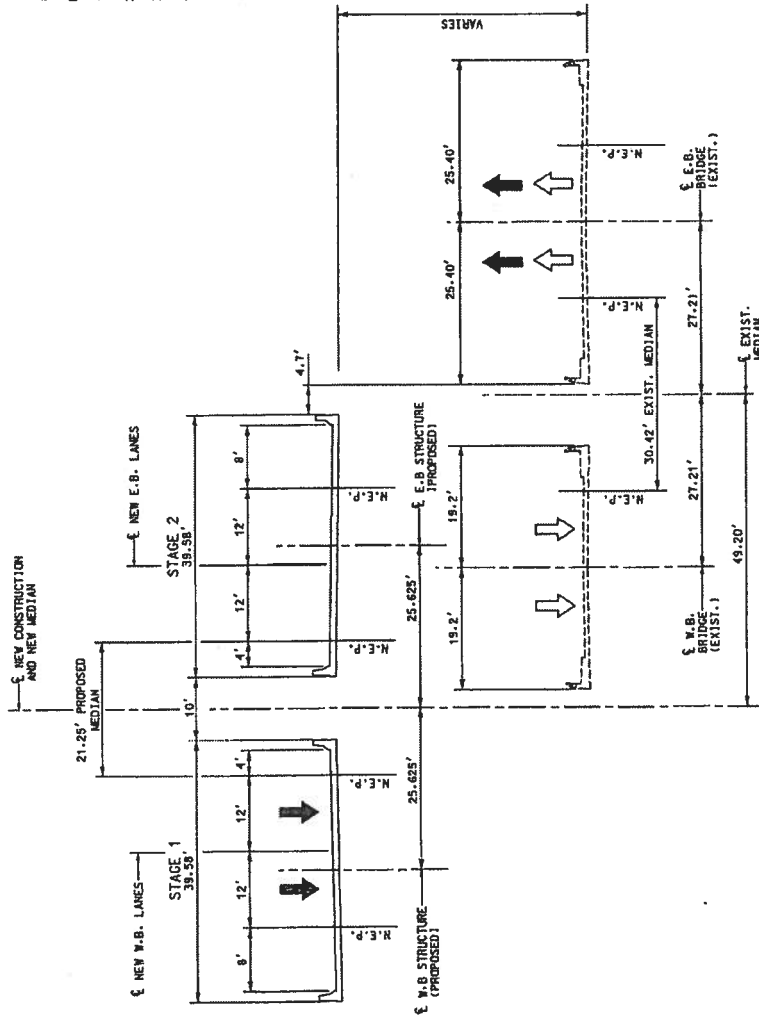 VARIES
25.40'
25.40'
N.E.P.
N.E.P.
℄ E.B.
BRIDGE
(EXIST.)
27.21'
℄ EXIST.
MEDIAN
4.7'
30.42' EXIST. MEDIAN
27.21'
49.20'
℄ NEW CONSTRUCTION
AND NEW MEDIAN
℄ NEW E.B. LANES
STAGE 2
39.58'
8'
12'
12'
4'
N.E.P.
N.E.P.
℄ E.B STRUCTURE
(PROPOSED)
25.625'
19.2'
19.2'
N.E.P.
℄ W.B.
BRIDGE
(EXIST.)
21.25' PROPOSED
MEDIAN
10'
℄ NEW W.B. LANES
STAGE 1
39.58'
4'
12'
12'
8'
N.E.P.
N.E.P.
25.625'
℄ W.B STRUCTURE
(PROPOSED)